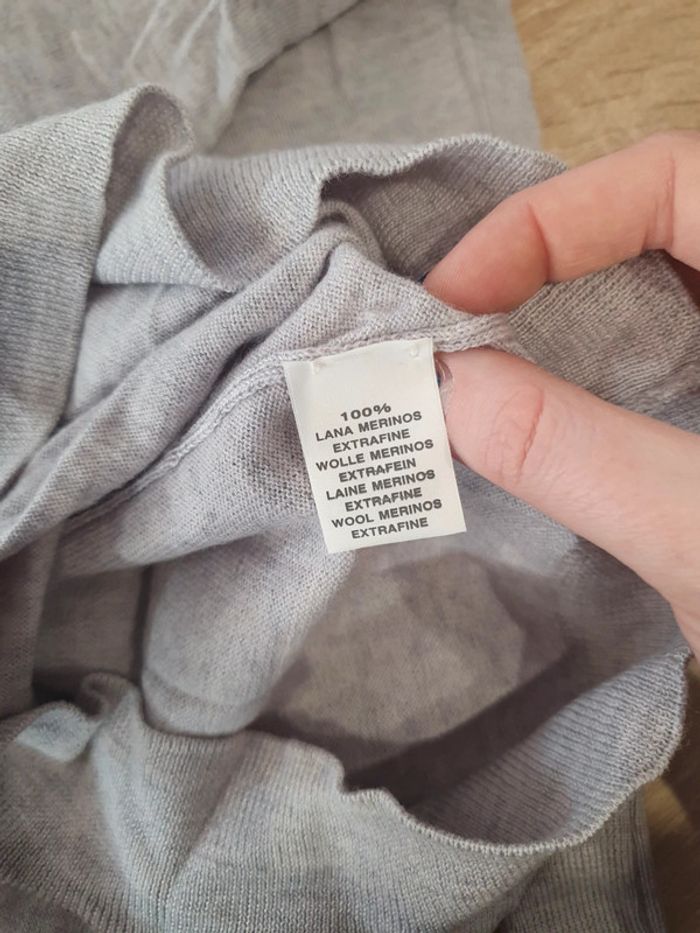 100%
LANA MERINOS
EXTRAFINE
WOLLE MERINOS
EXTRAFEIN
LAINE MERINOS
EXTRAFINE
WOOL MERINOS
EXTRAFINE